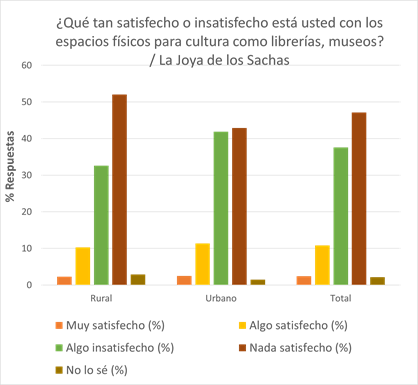 ¿Qué tan satisfecho o insatisfecho está usted con los
espacios físicos para cultura como librerías, museos?
/ La Joya de los Sachas
% Respuestas
60
50
40
30
20
10
0
Rural Urbano Total
Muy satisfecho (%) Algo satisfecho (%)
Algo insatisfecho (%) Nada satisfecho (%)
No lo sé (%)